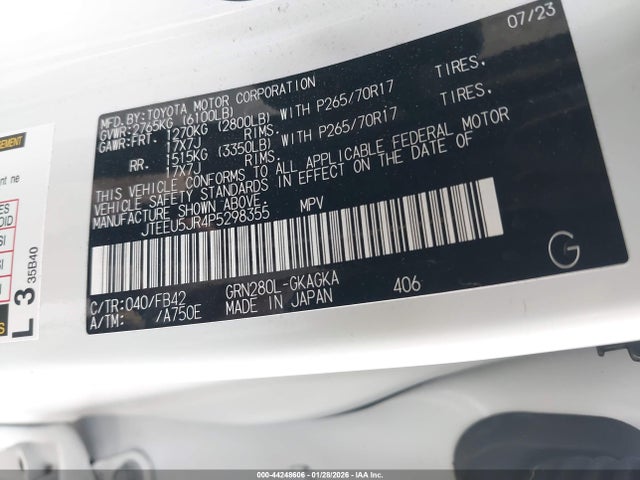 07/23
MFD.BY:TOYOTA MOTOR CORPORATION
GVWR:2765KG (6100LB)
GAWR:FRT. 1270KG (2800LB) WITH P265/70R17 TIRES,
17X7J RIMS.
RR. 1515KG (3350LB) WITH P265/70R17 TIRES,
17X7J RIMS.
THIS VEHICLE CONFORMS TO ALL APPLICABLE FEDERAL MOTOR
VEHICLE SAFETY STANDARDS IN EFFECT ON THE DATE OF
MANUFACTURE SHOWN ABOVE.
JTEEU5JR4P5298355 MPV
C/TR:040/FB42 GRN280L-GKAGKA 406
A/TM: /A750E MADE IN JAPAN
G
L 3
35B40
000-44248606 - 01/28/2026 - IAAI.COM